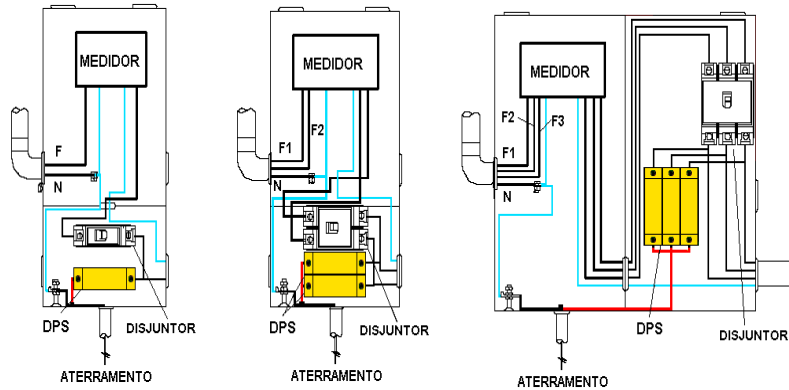 MEDIDOR
F
N
DPS
DISJUNTOR
ATERRAMENTO
MEDIDOR
F1
F2
N
DPS
DISJUNTOR
ATERRAMENTO
MEDIDOR
F2
F3
F1
N
DPS
DISJUNTOR
ATERRAMENTO